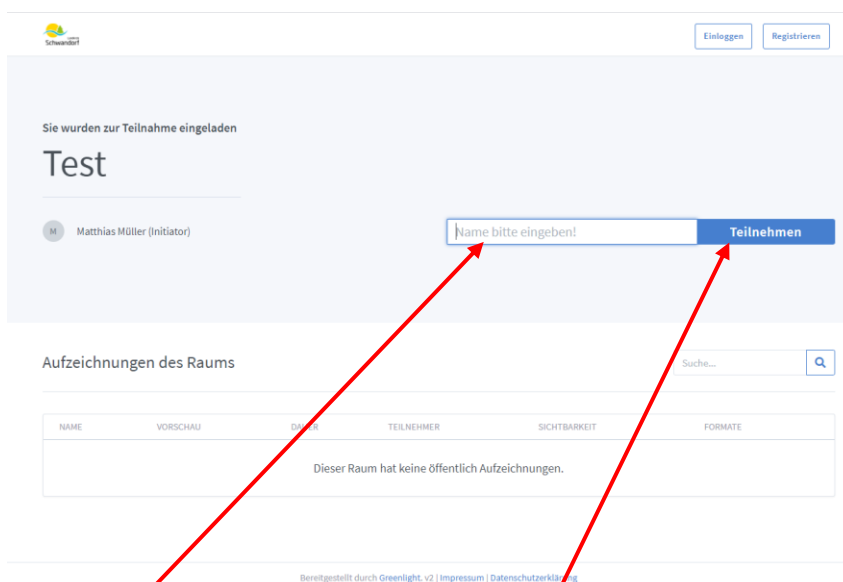 Schwandorf
Einloggen
Registrieren
Sie wurden zur Teilnahme eingeladen
Test
M
Matthias Müller (Initiator)
Name bitte eingeben!
Teilnehmen
Aufzeichnungen des Raums
Suche...
NAME VORSCHAU DAUER TEILNEHMER SICHTBARKEIT FORMATE
Dieser Raum hat keine öffentlich Aufzeichnungen.
Bereitgestellt durch Greenlight. v2 | Impressum | Datenschutzerklärung